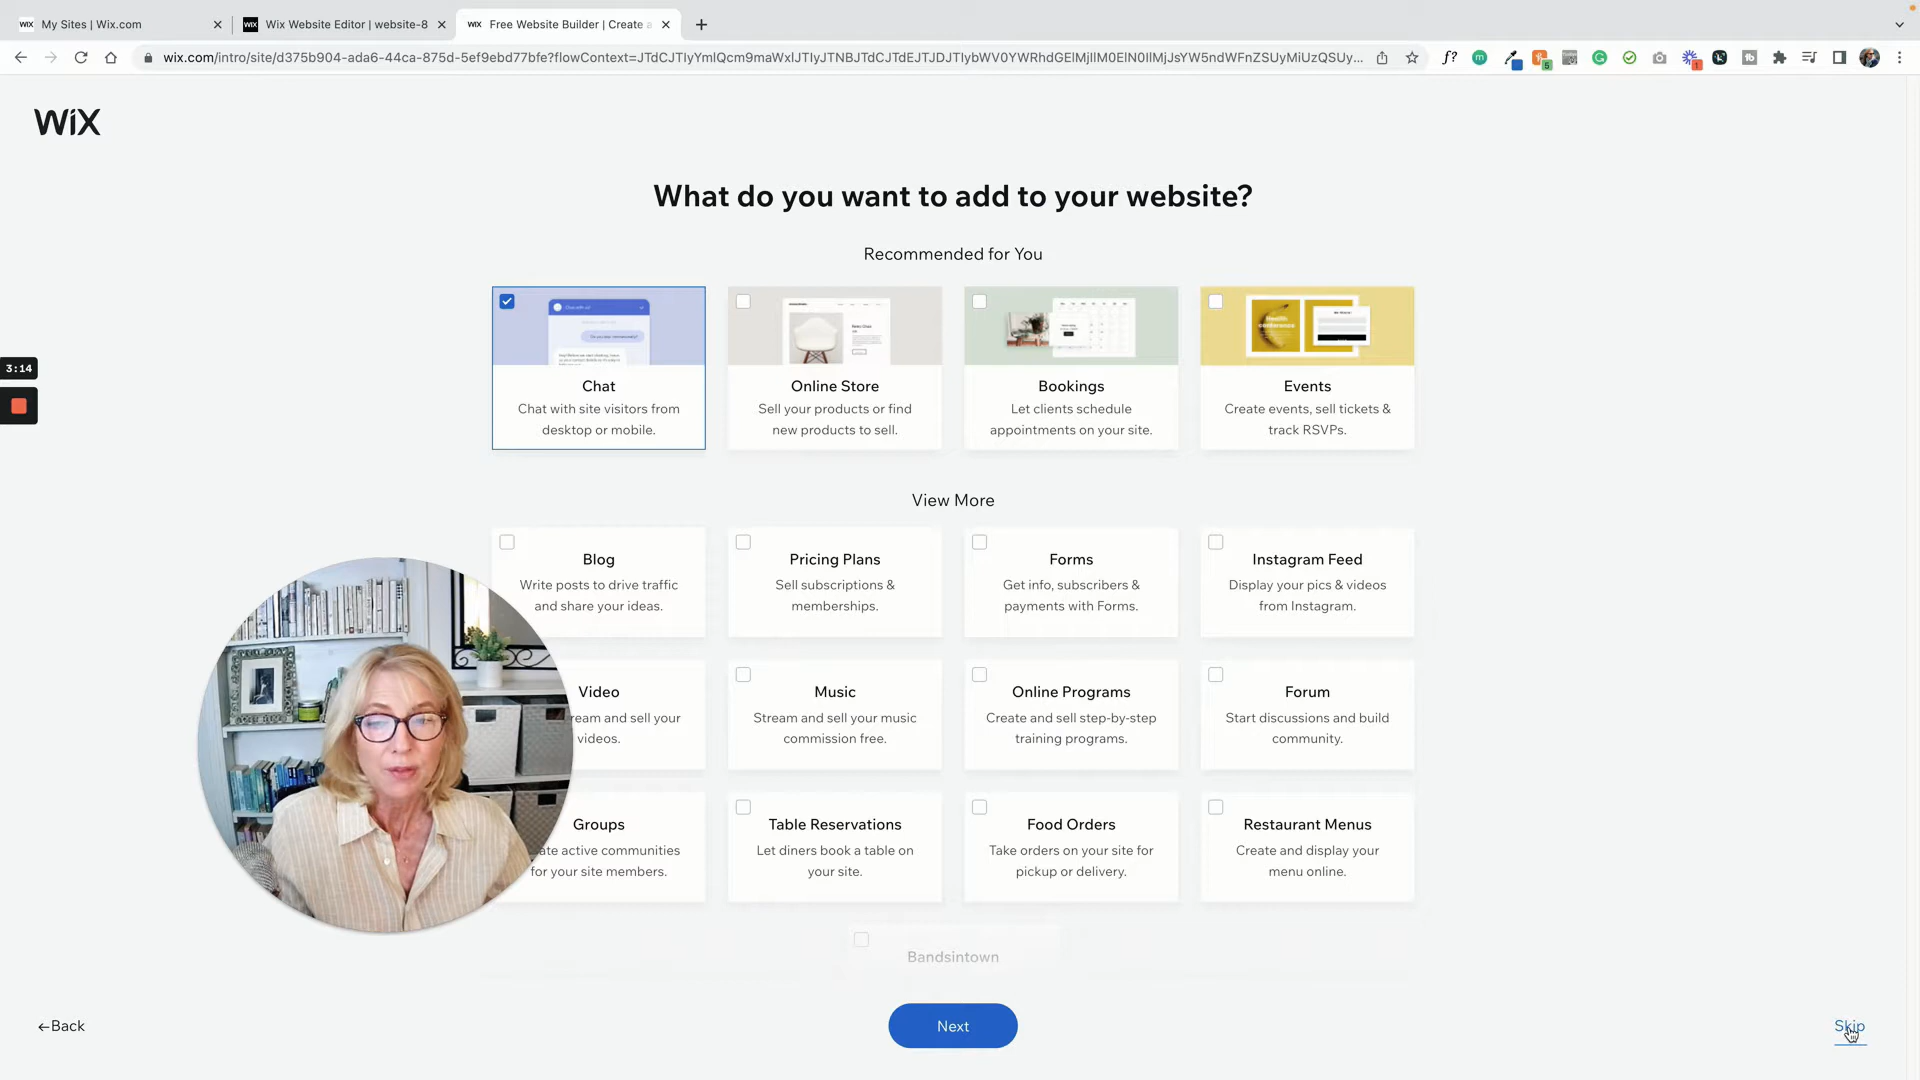 My Sites | Wix.com
Wix Website Editor | website-8
Free Website Builder | Create a
wix.com/intro/site/d375b904-ada6-44ca-875d-5ef9ebd77bfe?flowContext=
WiX
What do you want to add to your website?
Recommended for You
Chat
Chat with site visitors from
desktop or mobile.
Online Store
Sell your products or find
new products to sell.
Bookings
Let clients schedule
appointments on your site.
Events
Create events, sell tickets &
track RSVPs.
3:14
View More
Blog
Write posts to drive traffic
and share your ideas.
Pricing Plans
Sell subscriptions &
memberships.
Forms
Get info, subscribers &
payments with Forms.
Instagram Feed
Display your pics & videos
from Instagram.
Video
ream and sell your
videos.
Music
Stream and sell your music
commission free.
Online Programs
Create and sell step-by-step
training programs.
Forum
Start discussions and build
community.
Groups
ate active communities
for your site members.
Table Reservations
Let diners book a table on
your site.
Food Orders
Take orders on your site for
pickup or delivery.
Restaurant Menus
Create and display your
menu online.
Bandsintown
←Back
Next
Skip